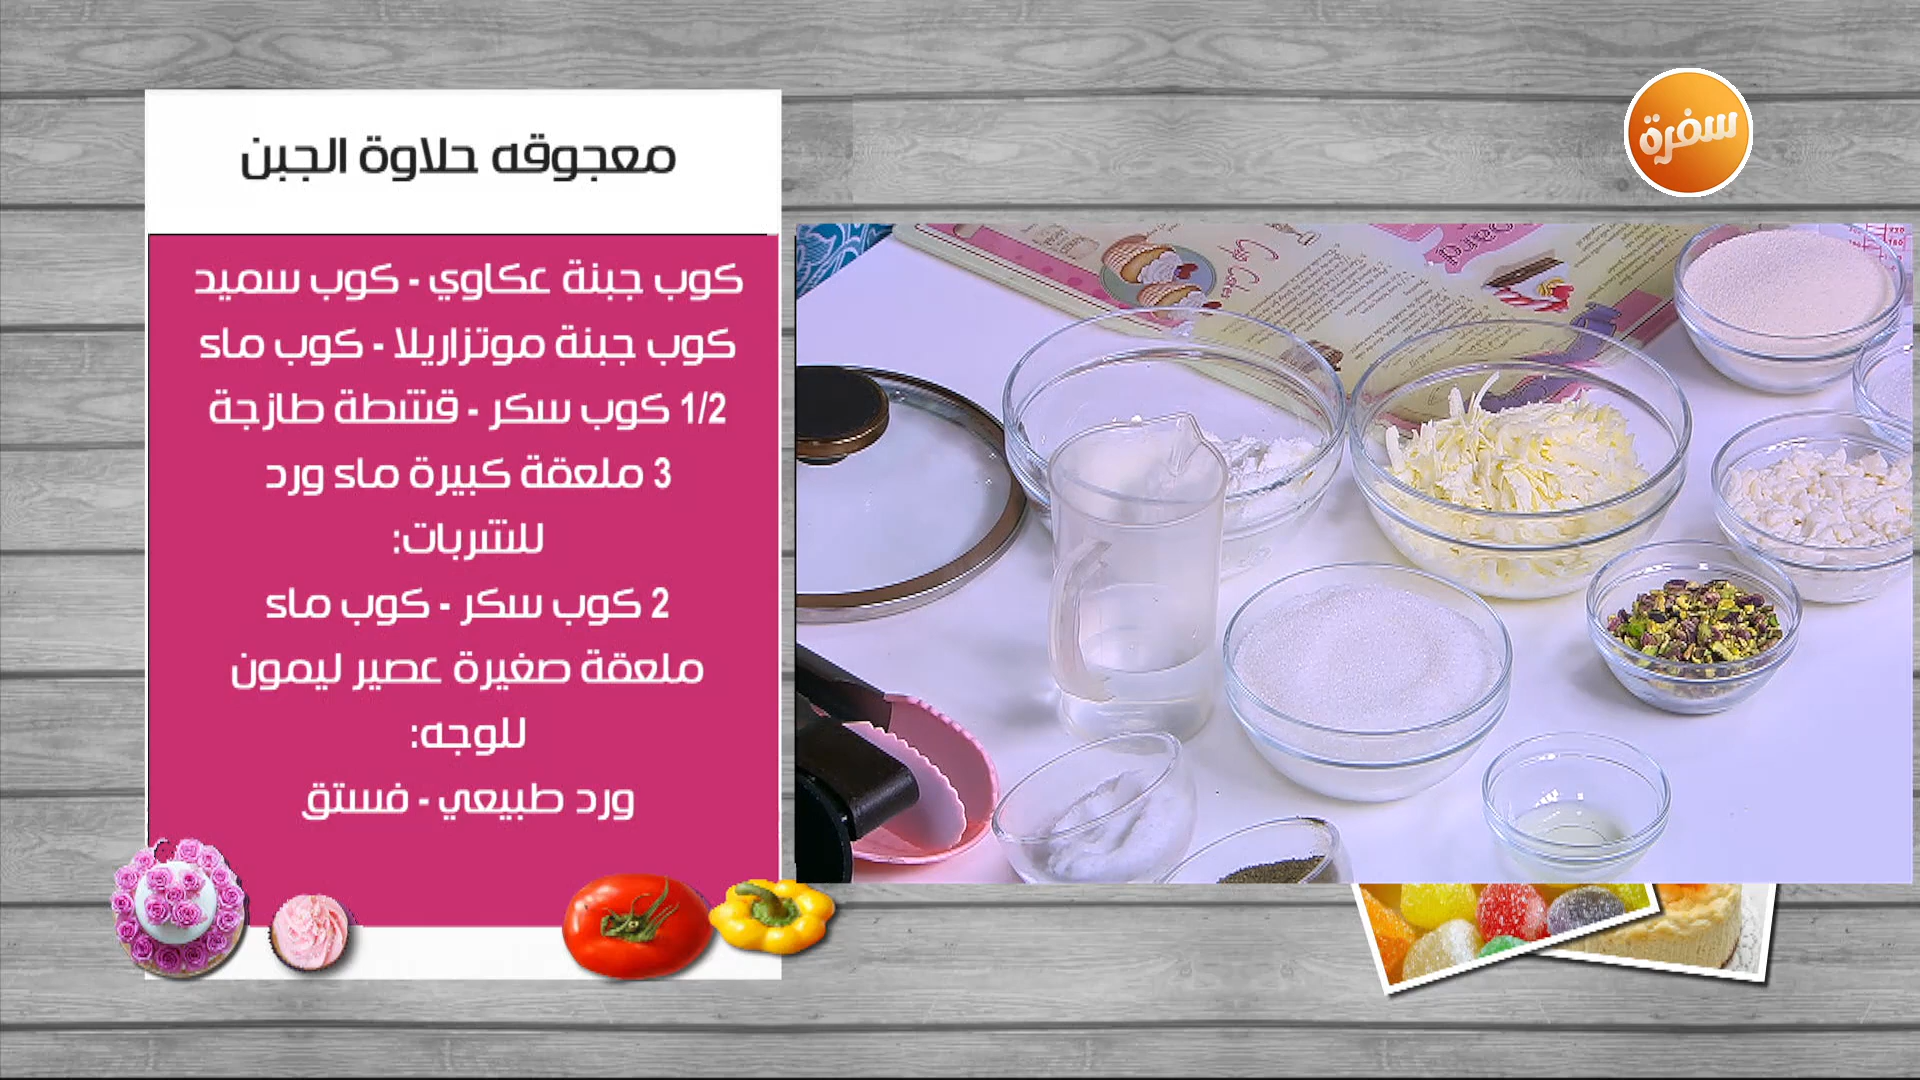 معجوقه حلاوة الجبن
سفرة
كوب جبنة عكاوي - كوب سميد
كوب جبنة موتزاريلا - كوب ماء
1/2 كوب سكر - قشطة طازجة
3 ملعقة كبيرة ماء ورد
للشربات:
2 كوب سكر - كوب ماء
ملعقة صغيرة عصير ليمون
للوجه:
ورد طبيعي - فستق
Cup Cakes